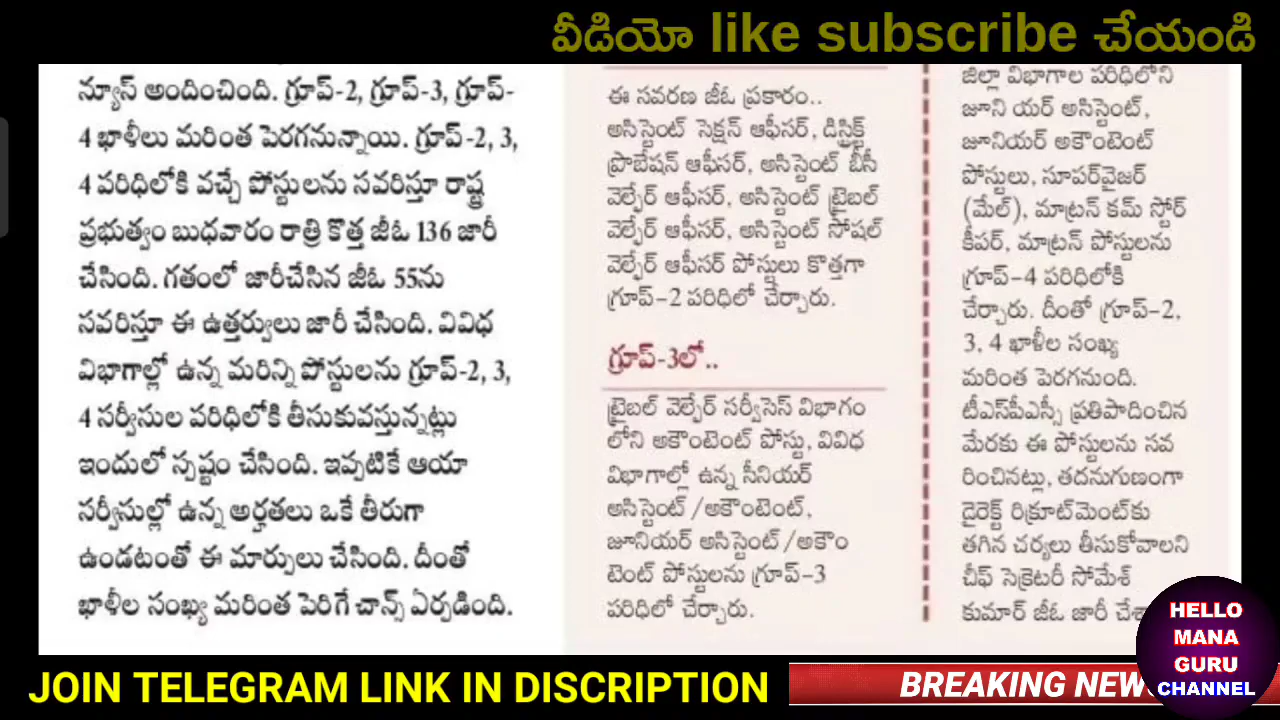 వీడియో like subscribe చేయండి
న్యూస్ అందించింది. గ్రూప్-2, గ్రూప్-3, గ్రూప్-
4 ఖాళీలు మరింత పెరగనున్నాయి. గ్రూప్-2, 3,
4 పరిధిలోకి వచ్చే పోస్టులను సవరిస్తూ రాష్ట్ర
ప్రభుత్వం బుధవారం రాత్రి కొత్త జీఓ 136 జారీ
చేసింది. గతంలో జారీచేసిన జీఓ 55ను
సవరిస్తూ ఈ ఉత్తర్వులు జారీ చేసింది. వివిధ
విభాగాల్లో ఉన్న మరిన్ని పోస్టులను గ్రూప్-2, 3,
4 సర్వీసుల పరిధిలోకి తీసుకువస్తున్నట్లు
ఇందులో స్పష్టం చేసింది. ఇప్పటికే ఆయా
సర్వీసుల్లో ఉన్న అర్హతలు ఒకే తీరుగా
ఉండటంతో ఈ మార్పులు చేసింది. దీంతో
ఖాళీల సంఖ్య మరింత పెరిగే చాన్స్ ఏర్పడింది.
ఈ సవరణ జీఓ ప్రకారం..
అసిస్టెంట్ సెక్షన్ ఆఫీసర్, డిస్ట్రిక్ట్
ప్రొబేషన్ ఆఫీసర్, అసిస్టెంట్ బీసీ
వెల్ఫేర్ ఆఫీసర్, అసిస్టెంట్ ట్రైబల్
వెల్ఫేర్ ఆఫీసర్, అసిస్టెంట్ సోషల్
వెల్ఫేర్ ఆఫీసర్ పోస్టులు కొత్తగా
గ్రూప్-2 పరిధిలో చేర్చారు.
గ్రూప్-3లో..
ట్రైబల్ వెల్ఫేర్ సర్వీసెస్ విభాగం
లోని అకౌంటెంట్ పోస్టు, వివిధ
విభాగాల్లో ఉన్న సీనియర్
అసిస్టెంట్/అకౌంటెంట్,
జూనియర్ అసిస్టెంట్/అకౌం
టెంట్ పోస్టులను గ్రూప్-3
పరిధిలో చేర్చారు.
జిల్లా విభాగాల పరిధిలోని
జూని యర్ అసిస్టెంట్,
జూనియర్ అకౌంటెంట్
పోస్టులు, సూపర్‌వైజర్
(మేల్), మాట్రన్ కమ్ స్టోర్
కీపర్, మాట్రన్ పోస్టులను
గ్రూప్-4 పరిధిలోకి
చేర్చారు. దీంతో గ్రూప్-2,
3, 4 ఖాళీల సంఖ్య
మరింత పెరగనుంది.
టీఎస్‌పీఎస్సీ ప్రతిపాదించిన
మేరకు ఈ పోస్టులను సవ
రించినట్లు, తదనుగుణంగా
డైరెక్ట్ రిక్రూట్‌మెంట్‌కు
తగిన చర్యలు తీసుకోవాలని
చీఫ్ సెక్రెటరీ సోమేశ్
కుమార్ జీఓ జారీ
HELLO
MANA
GURU
CHANNEL
JOIN TELEGRAM LINK IN DISCRIPTION
BREAKING NEWS